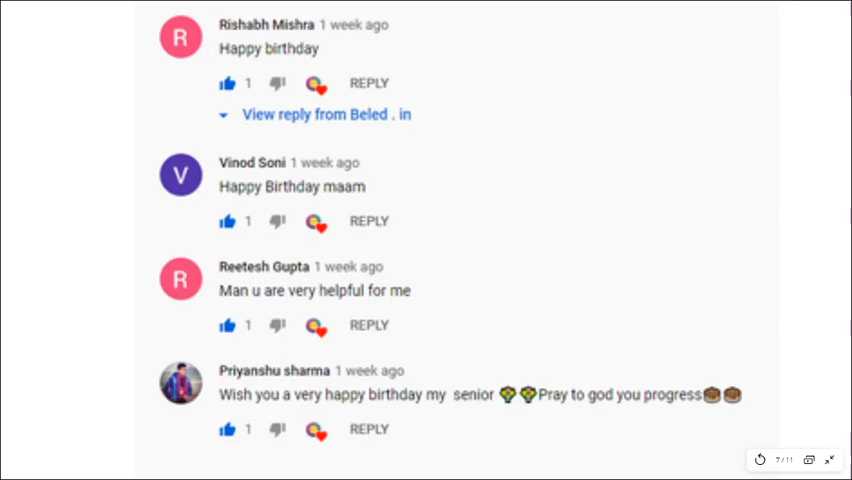 R
Rishabh Mishra 1 week ago
Happy birthday
1 REPLY
View reply from Beled . in
V
Vinod Soni 1 week ago
Happy Birthday maam
1 REPLY
R
Reetesh Gupta 1 week ago
Man u are very helpful for me
1 REPLY
Priyanshu sharma 1 week ago
Wish you a very happy birthday my senior 💐💐Pray to god you progress🎂🎂
1 REPLY
7/11